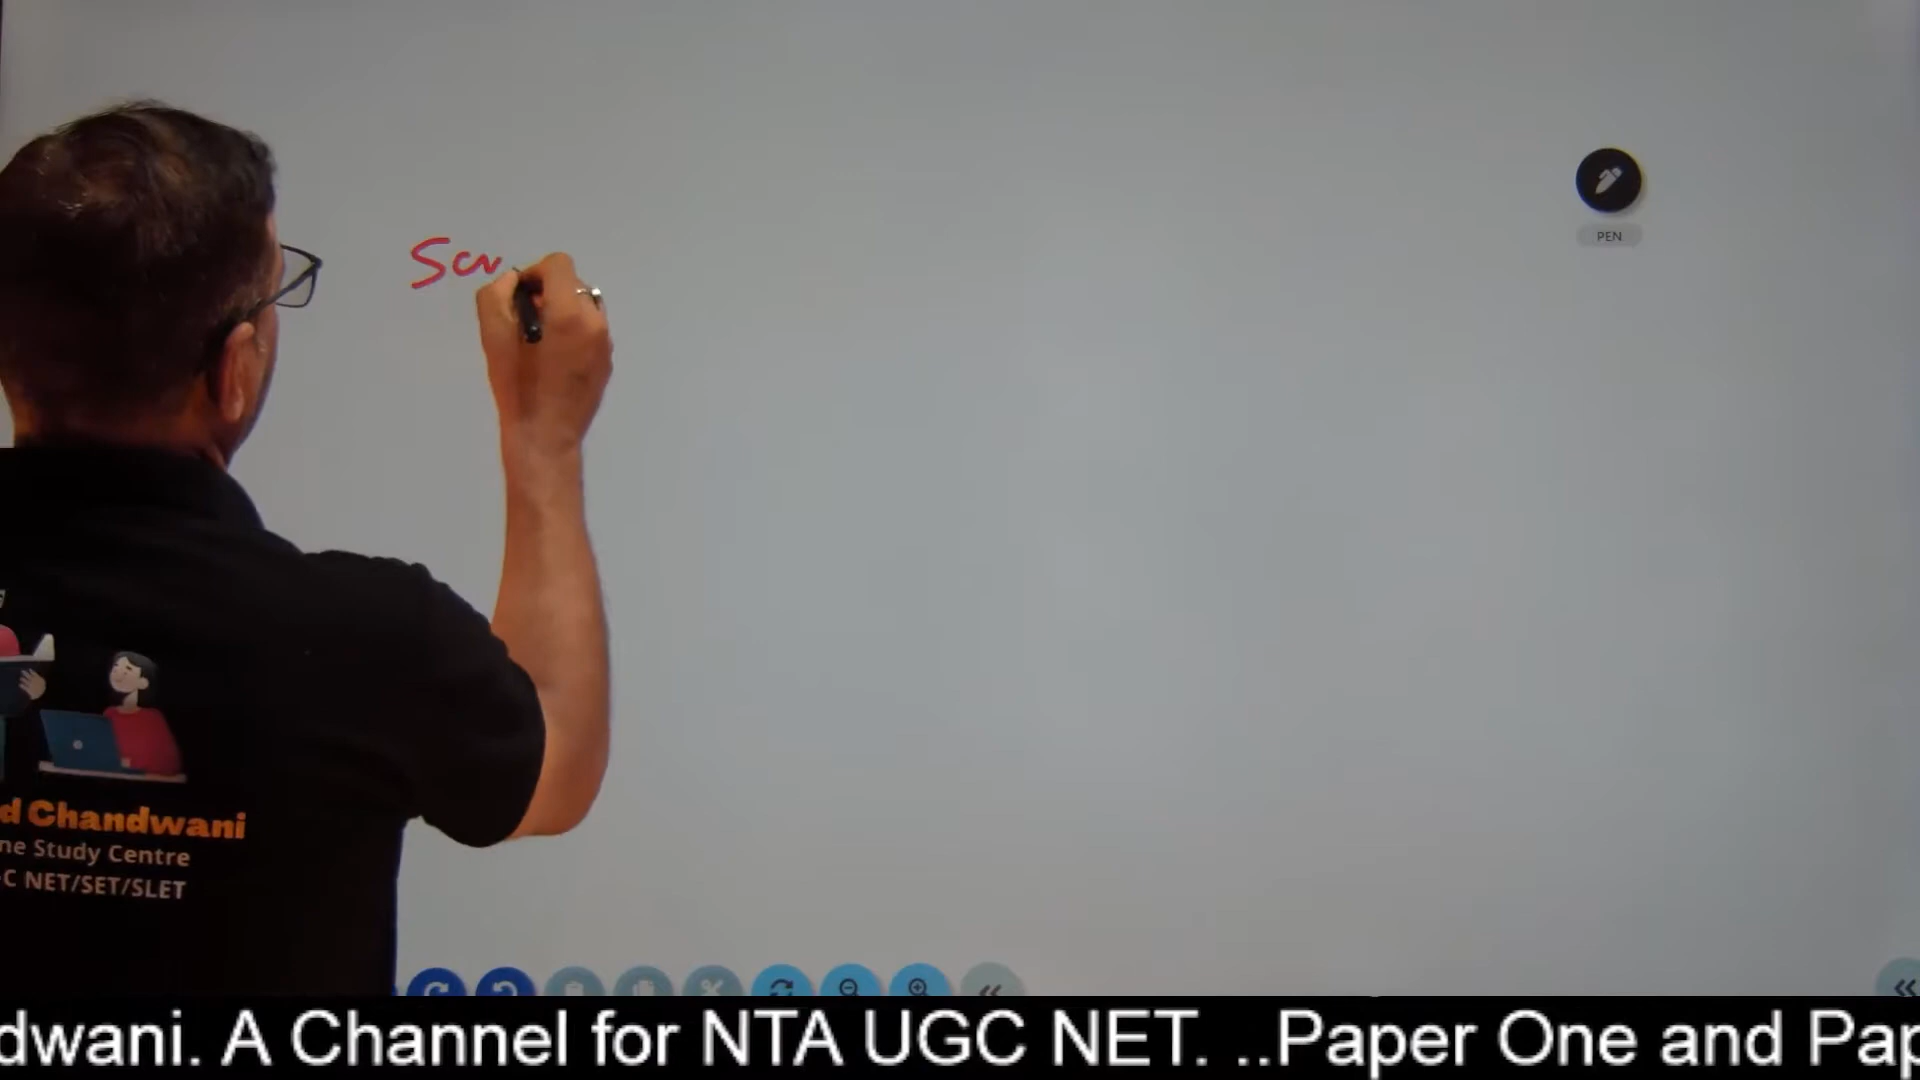 Scr
PEN
d Chandwani
ne Study Centre
C NET/SET/SLET
dwani. A Channel for NTA UGC NET. ..Paper One and Pap